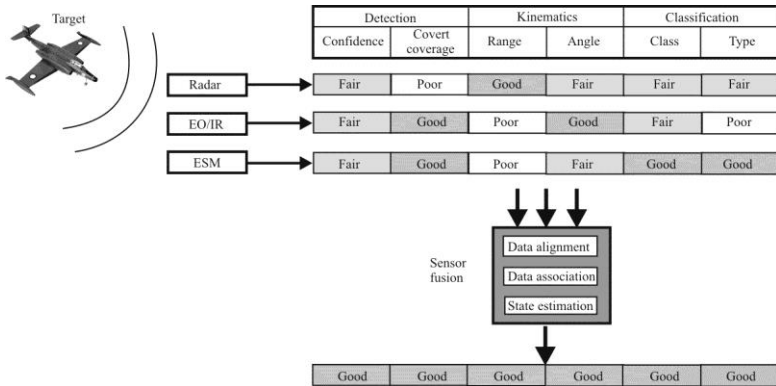 Target
Detection Kinematics Classification
Confidence Covert coverage Range Angle Class Type
Radar Fair Poor Good Fair Fair Fair
EO/IR Fair Good Poor Good Fair Poor
ESM Fair Good Poor Fair Good Good
Sensor fusion
Data alignment
Data association
State estimation
Good Good Good Good Good Good